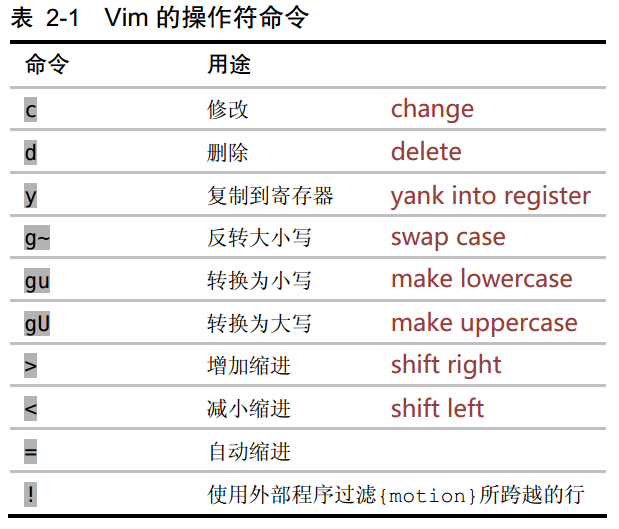 表 2-1 Vim 的操作符命令
命令 用途
c 修改 change
d 删除 delete
y 复制到寄存器 yank into register
g~ 反转大小写 swap case
gu 转换为小写 make lowercase
gU 转换为大写 make uppercase
> 增加缩进 shift right
< 减小缩进 shift left
= 自动缩进
! 使用外部程序过滤{motion}所跨越的行